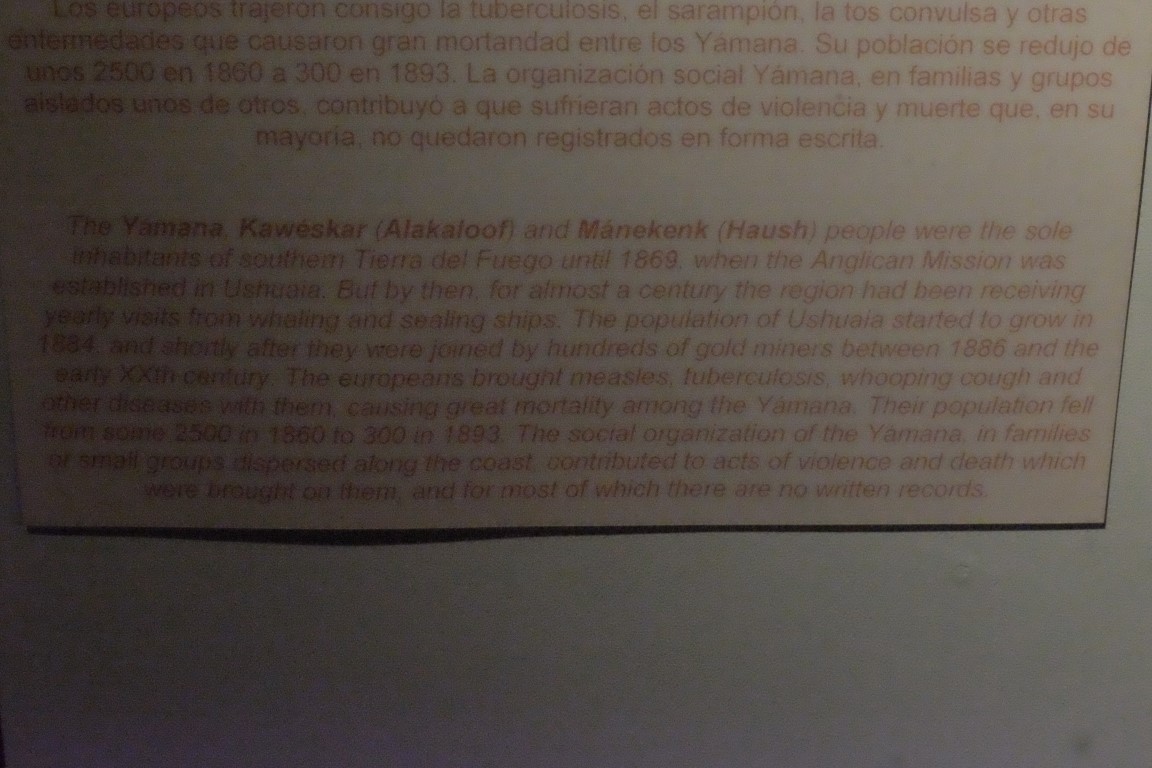 Los europeos trajeron consigo la tuberculosis, el sarampión, la tos convulsa y otras
enfermedades que causaron gran mortandad entre los Yámana. Su población se redujo de
unos 2500 en 1860 a 300 en 1893. La organización social Yámana, en familias y grupos
aislados unos de otros, contribuyó a que sufrieran actos de violencia y muerte que, en su
mayoría, no quedaron registrados en forma escrita.
The Yámana, Kawéskar (Alakaloof) and Mánekenk (Haush) people were the sole
inhabitants of southern Tierra del Fuego until 1869, when the Anglican Mission was
established in Ushuaia. But by then, for almost a century the region had been receiving
yearly visits from whaling and sealing ships. The population of Ushuaia started to grow in
1884, and shortly after they were joined by hundreds of gold miners between 1886 and the
early XXth century. The europeans brought measles, tuberculosis, whooping cough and
other diseases with them, causing great mortality among the Yámana. Their population fell
from some 2500 in 1860 to 300 in 1893. The social organization of the Yámana, in families
or small groups dispersed along the coast, contributed to acts of violence and death which
were brought on them, and for most of which there are no written records.